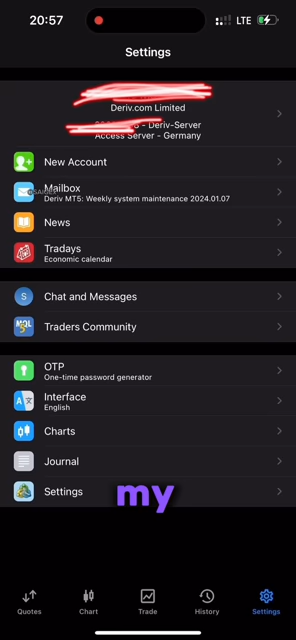 20:57
LTE
Settings
Deriv.com Limited
- Deriv-Server
Access Server - Germany
New Account
Mailbox
Deriv MT5: Weekly system maintenance 2024.01.07
News
Tradays
Economic calendar
S
Chat and Messages
MQL
5
Traders Community
OTP
One-time password generator
Interface
English
Charts
Journal
Settings
my
Quotes
Chart
Trade
History
Settings